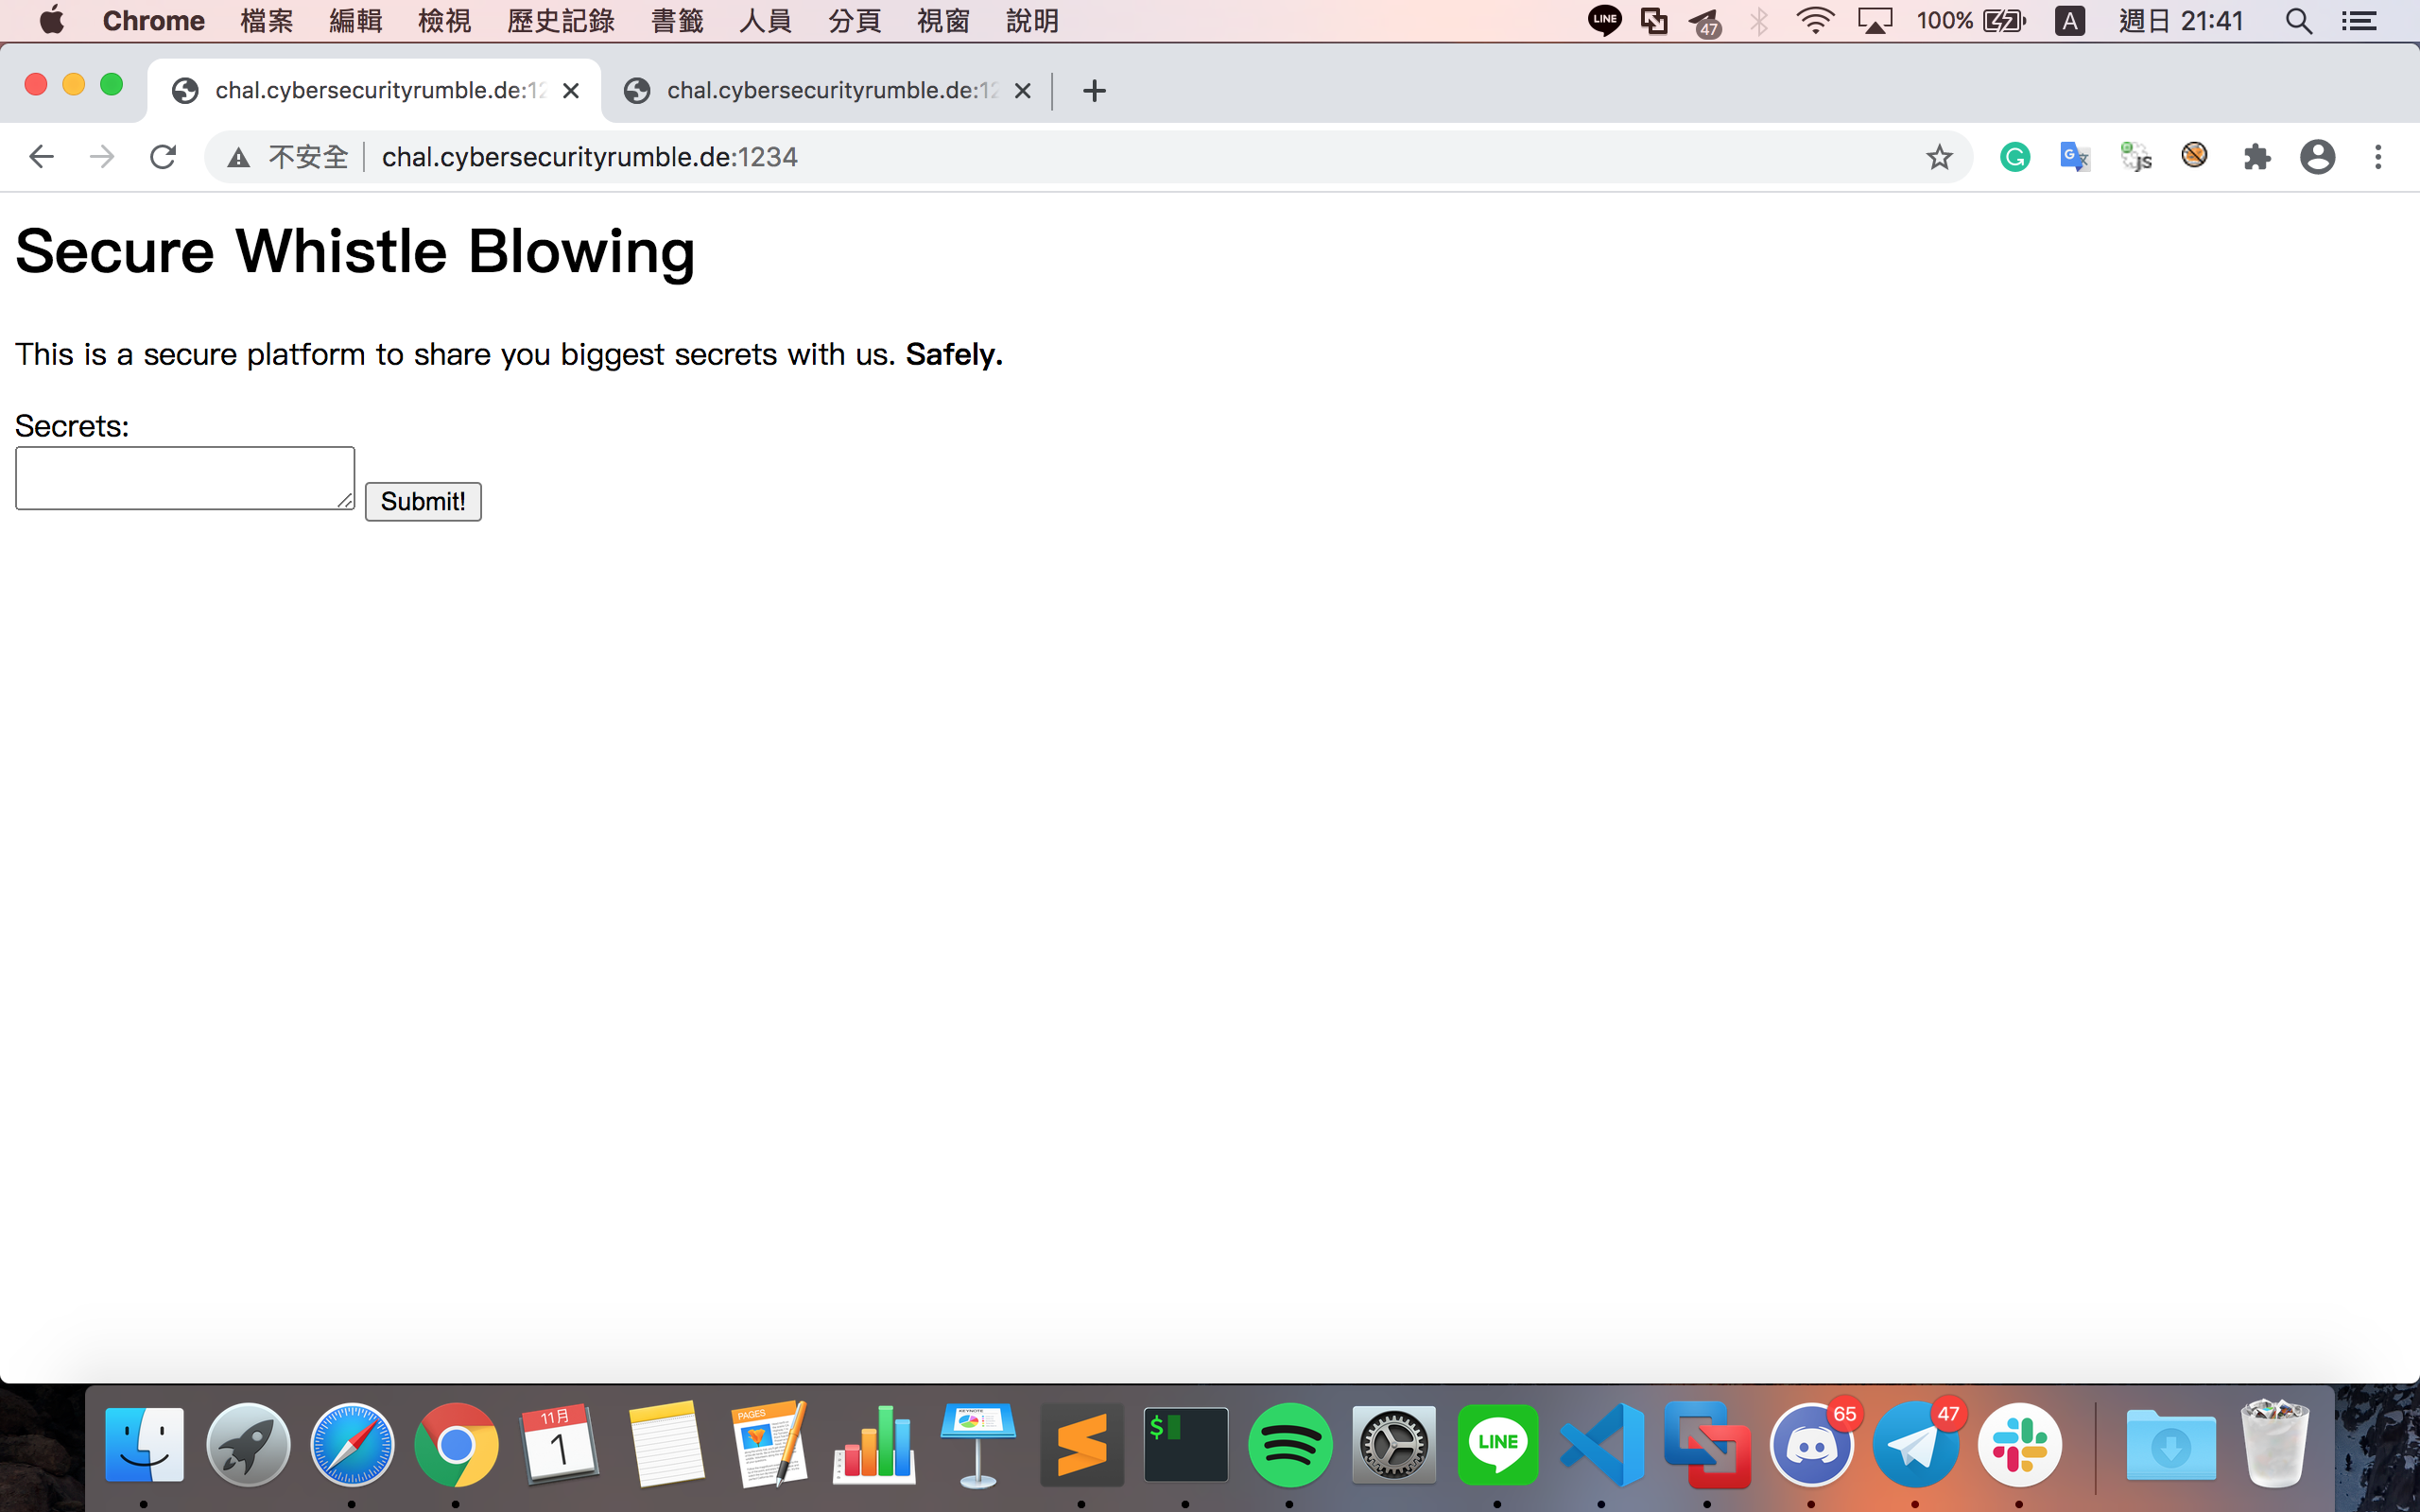 Chrome 檔案 編輯 檢視 歷史記錄 書籤 人員 分頁 視窗 說明 LINE 47 100% A 週日 21:41
chal.cybersecurityrumble.de:12 chal.cybersecurityrumble.de:12
不安全 chal.cybersecurityrumble.de:1234 G G 文 JS
Secure Whistle Blowing
This is a secure platform to share you biggest secrets with us. Safely.
Secrets:
Submit!
11月 PAGES KEYNOTE 65 47
1 $ LINE